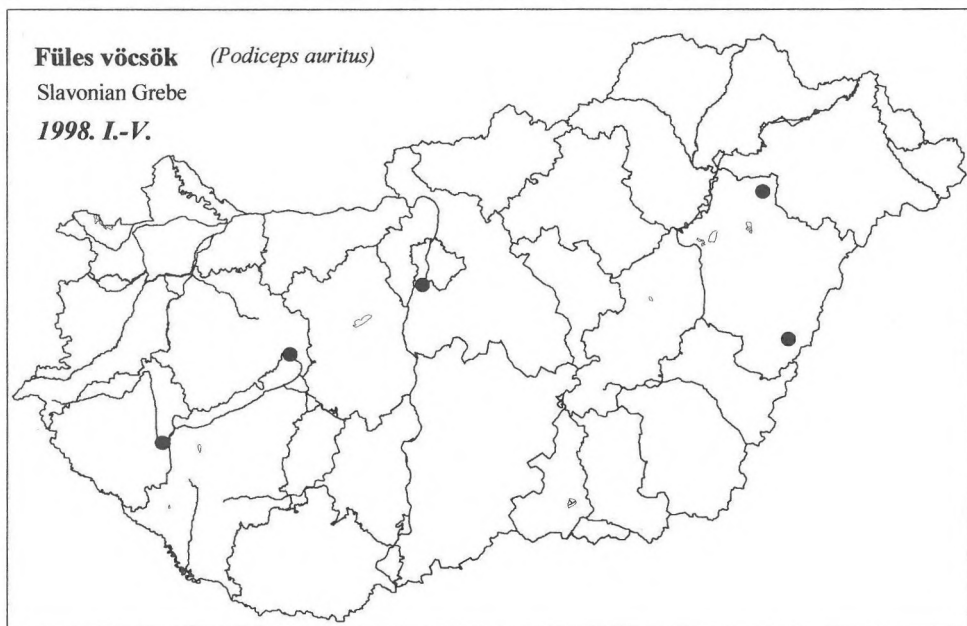 Füles vöcsök (Podiceps auritus)
Slavonian Grebe
1998. I.-V.